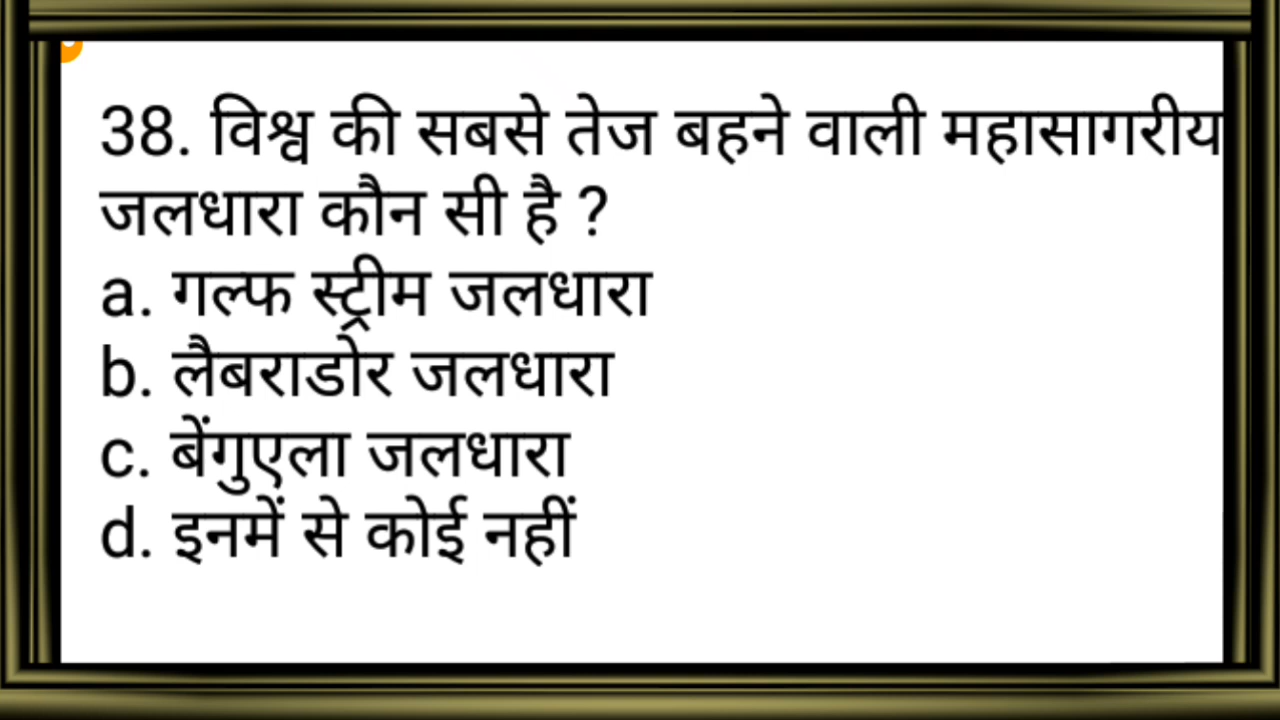 38. विश्व की सबसे तेज बहने वाली महासागरीय
जलधारा कौन सी है ?
a. गल्फ स्ट्रीम जलधारा
b. लैबराडोर जलधारा
c. बेंगुएला जलधारा
d. इनमें से कोई नहीं